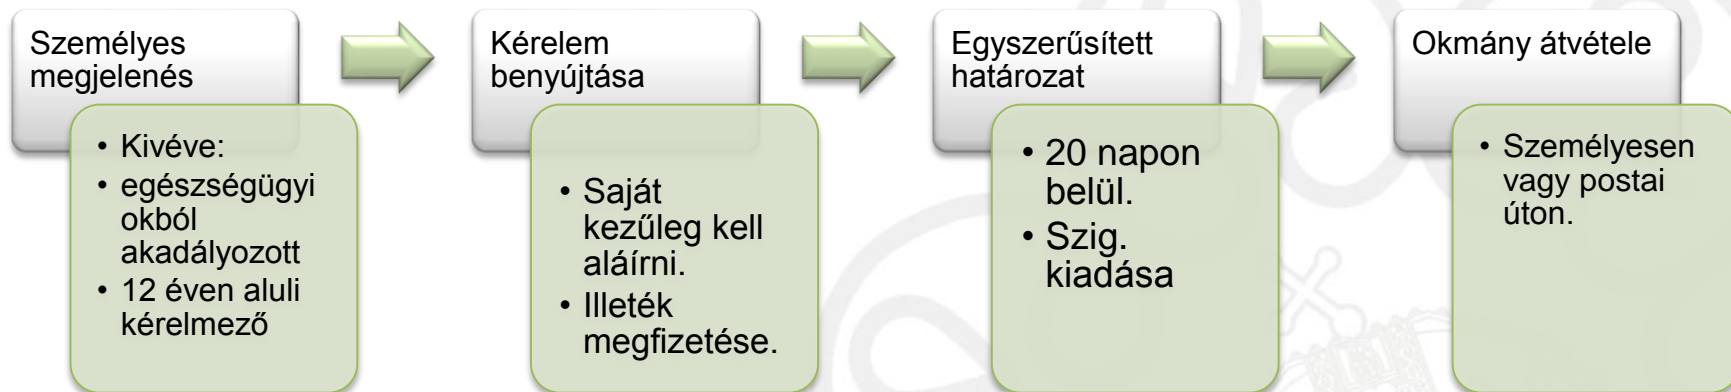 Személyes
megjelenés
• Kivéve:
• egészségügyi
okból
akadályozott
• 12 éven aluli
kérelmező
Kérelem
benyújtása
• Saját
kezűleg kell
aláírni.
• Illeték
megfizetése.
Egyszerűsített
határozat
• 20 napon
belül.
• Szig.
kiadása
Okmány átvétele
• Személyesen
vagy postai
úton.